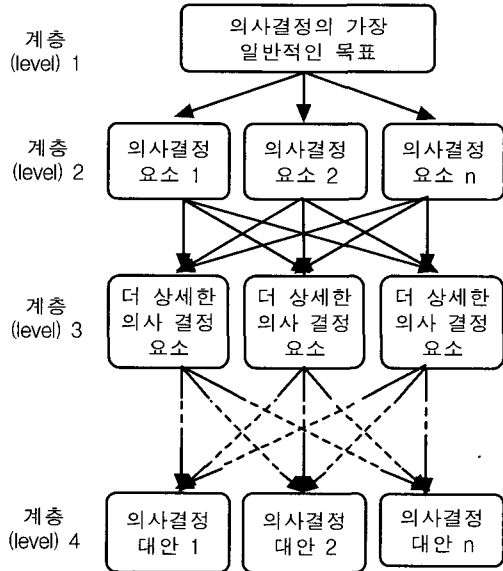 계층
(level) 1
의사결정의 가장
일반적인 목표
계층
(level) 2
의사결정
요소 1
의사결정
요소 2
의사결정
요소 n
계층
(level) 3
더 상세한
의사 결정
요소
더 상세한
의사 결정
요소
더 상세한
의사 결정
요소
계층
(level) 4
의사결정
대안 1
의사결정
대안 2
의사결정
대안 n